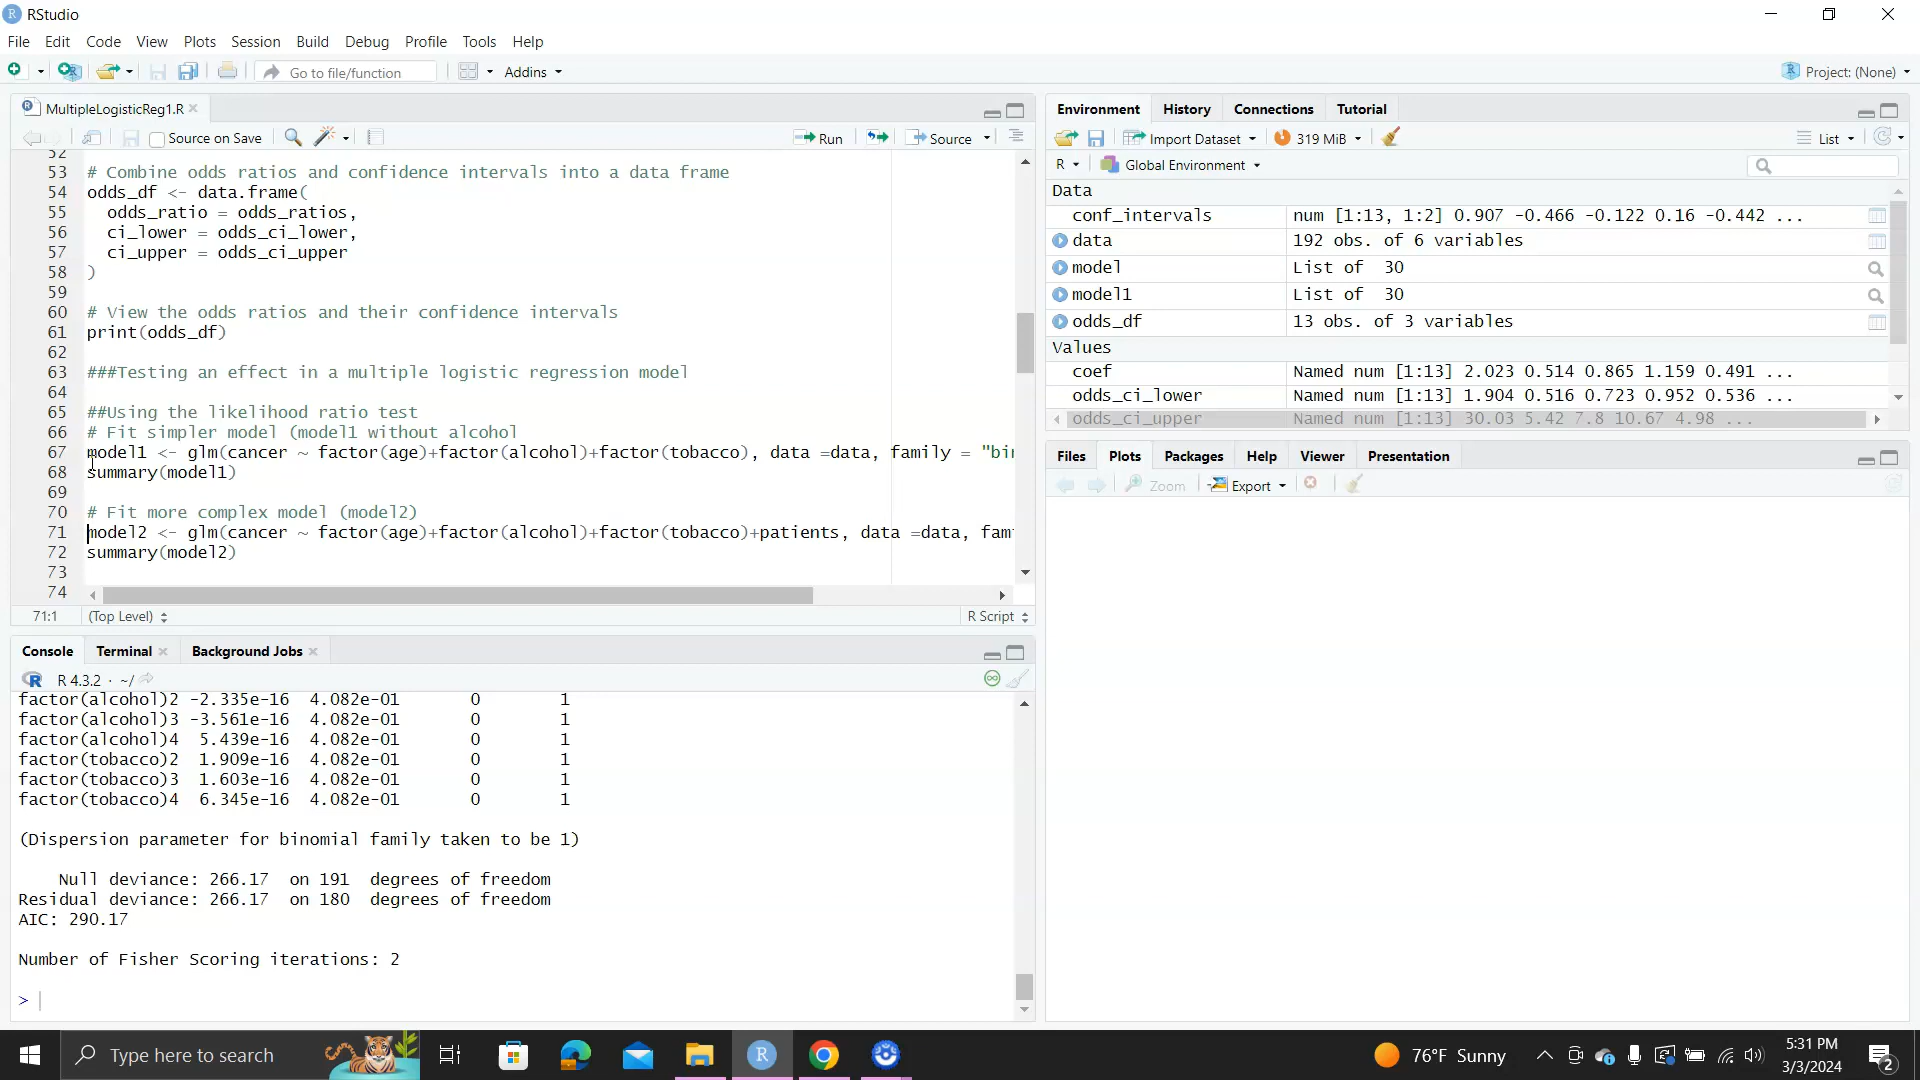 RStudio
File Edit Code View Plots Session Build Debug Profile Tools Help
Go to file/function Addins Project: (None)
MultipleLogisticReg1.R
Source on Save Run Source
52
53 # Combine odds ratios and confidence intervals into a data frame
54 odds_df <- data.frame(
55 odds_ratio = odds_ratios,
56 ci_lower = odds_ci_lower,
57 ci_upper = odds_ci_upper
58 )
59
60 # View the odds ratios and their confidence intervals
61 print(odds_df)
62
63 ###Testing an effect in a multiple logistic regression model
64
65 ##Using the likelihood ratio test
66 # Fit simpler model (model1 without alcohol
67 model1 <- glm(cancer ~ factor(age)+factor(alcohol)+factor(tobacco), data =data, family = "bin
68 summary(model1)
69
70 # Fit more complex model (model2)
71 model2 <- glm(cancer ~ factor(age)+factor(alcohol)+factor(tobacco)+patients, data =data, fam
72 summary(model2)
73
74
71:1 (Top Level) R Script
Console Terminal Background Jobs
R 4.3.2 · ~/
factor(alcohol)2 -2.335e-16 4.082e-01 0 1
factor(alcohol)3 -3.561e-16 4.082e-01 0 1
factor(alcohol)4 5.439e-16 4.082e-01 0 1
factor(tobacco)2 1.909e-16 4.082e-01 0 1
factor(tobacco)3 1.603e-16 4.082e-01 0 1
factor(tobacco)4 6.345e-16 4.082e-01 0 1
(Dispersion parameter for binomial family taken to be 1)
Null deviance: 266.17 on 191 degrees of freedom
Residual deviance: 266.17 on 180 degrees of freedom
AIC: 290.17
Number of Fisher Scoring iterations: 2
>
Environment History Connections Tutorial
Import Dataset 319 MiB List
R Global Environment
Data
conf_intervals num [1:13, 1:2] 0.907 -0.466 -0.122 0.16 -0.442 ...
data 192 obs. of 6 variables
model List of 30
model1 List of 30
odds_df 13 obs. of 3 variables
Values
coef Named num [1:13] 2.023 0.514 0.865 1.159 0.491 ...
odds_ci_lower Named num [1:13] 1.904 0.516 0.723 0.952 0.536 ...
odds_ci_upper Named num [1:13] 30.03 5.42 7.8 10.67 4.98 ...
Files Plots Packages Help Viewer Presentation
Zoom Export
Type here to search
76°F Sunny
5:31 PM
3/3/2024
2